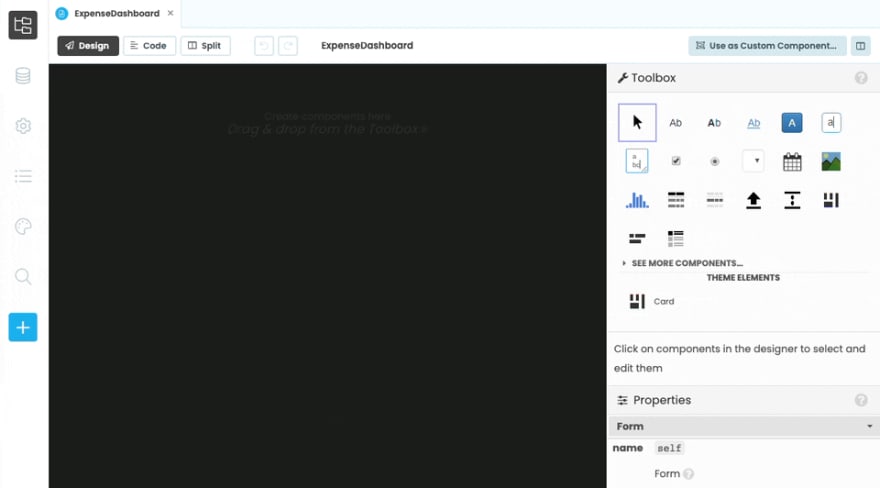 ExpenseDashboard ×
Design Code Split ExpenseDashboard Use as Custom Component...
Toolbox ?
Create components here
Drag & drop from the Toolbox »
Ab Ab Ab A a
a
bc
SEE MORE COMPONENTS...
THEME ELEMENTS
Card
Click on components in the designer to select and
edit them
Properties ?
Form
name self
Form ?